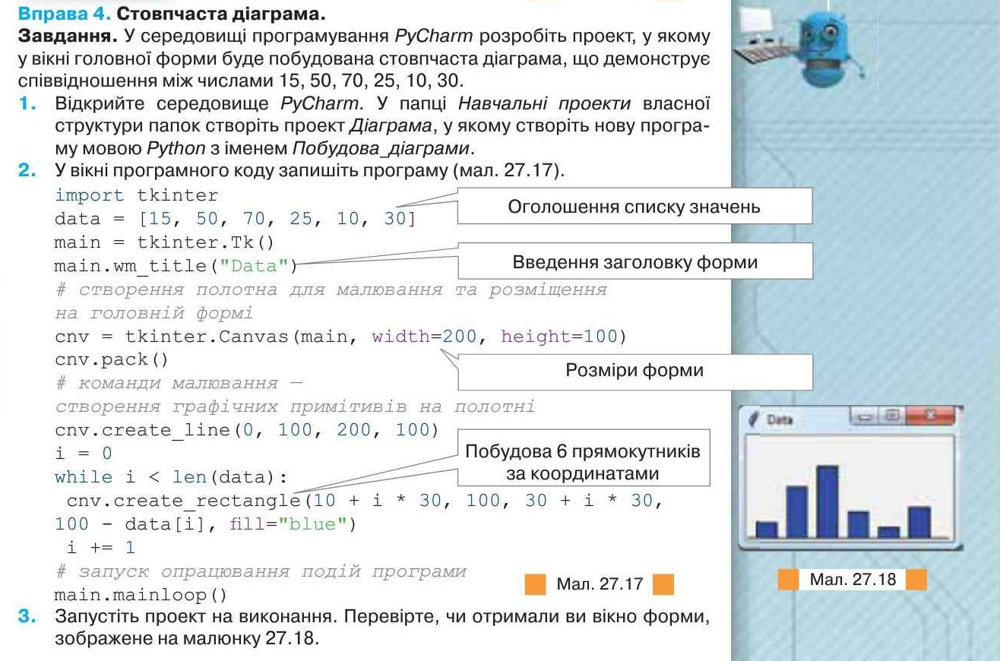 Вправа 4. Стовпчаста діаграма.
Завдання. У середовищі програмування PyCharm розробіть проект, у якому
у вікні головної форми буде побудована стовпчаста діаграма, що демонструє
співвідношення між числами 15, 50, 70, 25, 10, 30.
1. Відкрийте середовище PyCharm. У папці Навчальні проекти власної
структури папок створіть проект Діаграма, у якому створіть нову програ-
му мовою Python з іменем Побудова_діаграми.
2. У вікні програмного коду запишіть програму (мал. 27.17).
import tkinter
data = [15, 50, 70, 25, 10, 30]
Оголошення списку значень
main = tkinter.Tk()
main.wm_title("Data")
Введення заголовку форми
# створення полотна для малювання та розміщення
на головній формі
cnv = tkinter.Canvas(main, width=200, height=100)
cnv.pack()
Розміри форми
# команди малювання —
створення графічних примітивів на полотні
cnv.create_line(0, 100, 200, 100)
i = 0
Побудова 6 прямокутників
за координатами
while i < len(data):
cnv.create_rectangle(10 + i * 30, 100, 30 + i * 30,
100 - data[i], fill="blue")
i += 1
# запуск опрацювання подій програми
main.mainloop()
Мал. 27.17
Data
Мал. 27.18
3. Запустіть проект на виконання. Перевірте, чи отримали ви вікно форми,
зображене на малюнку 27.18.